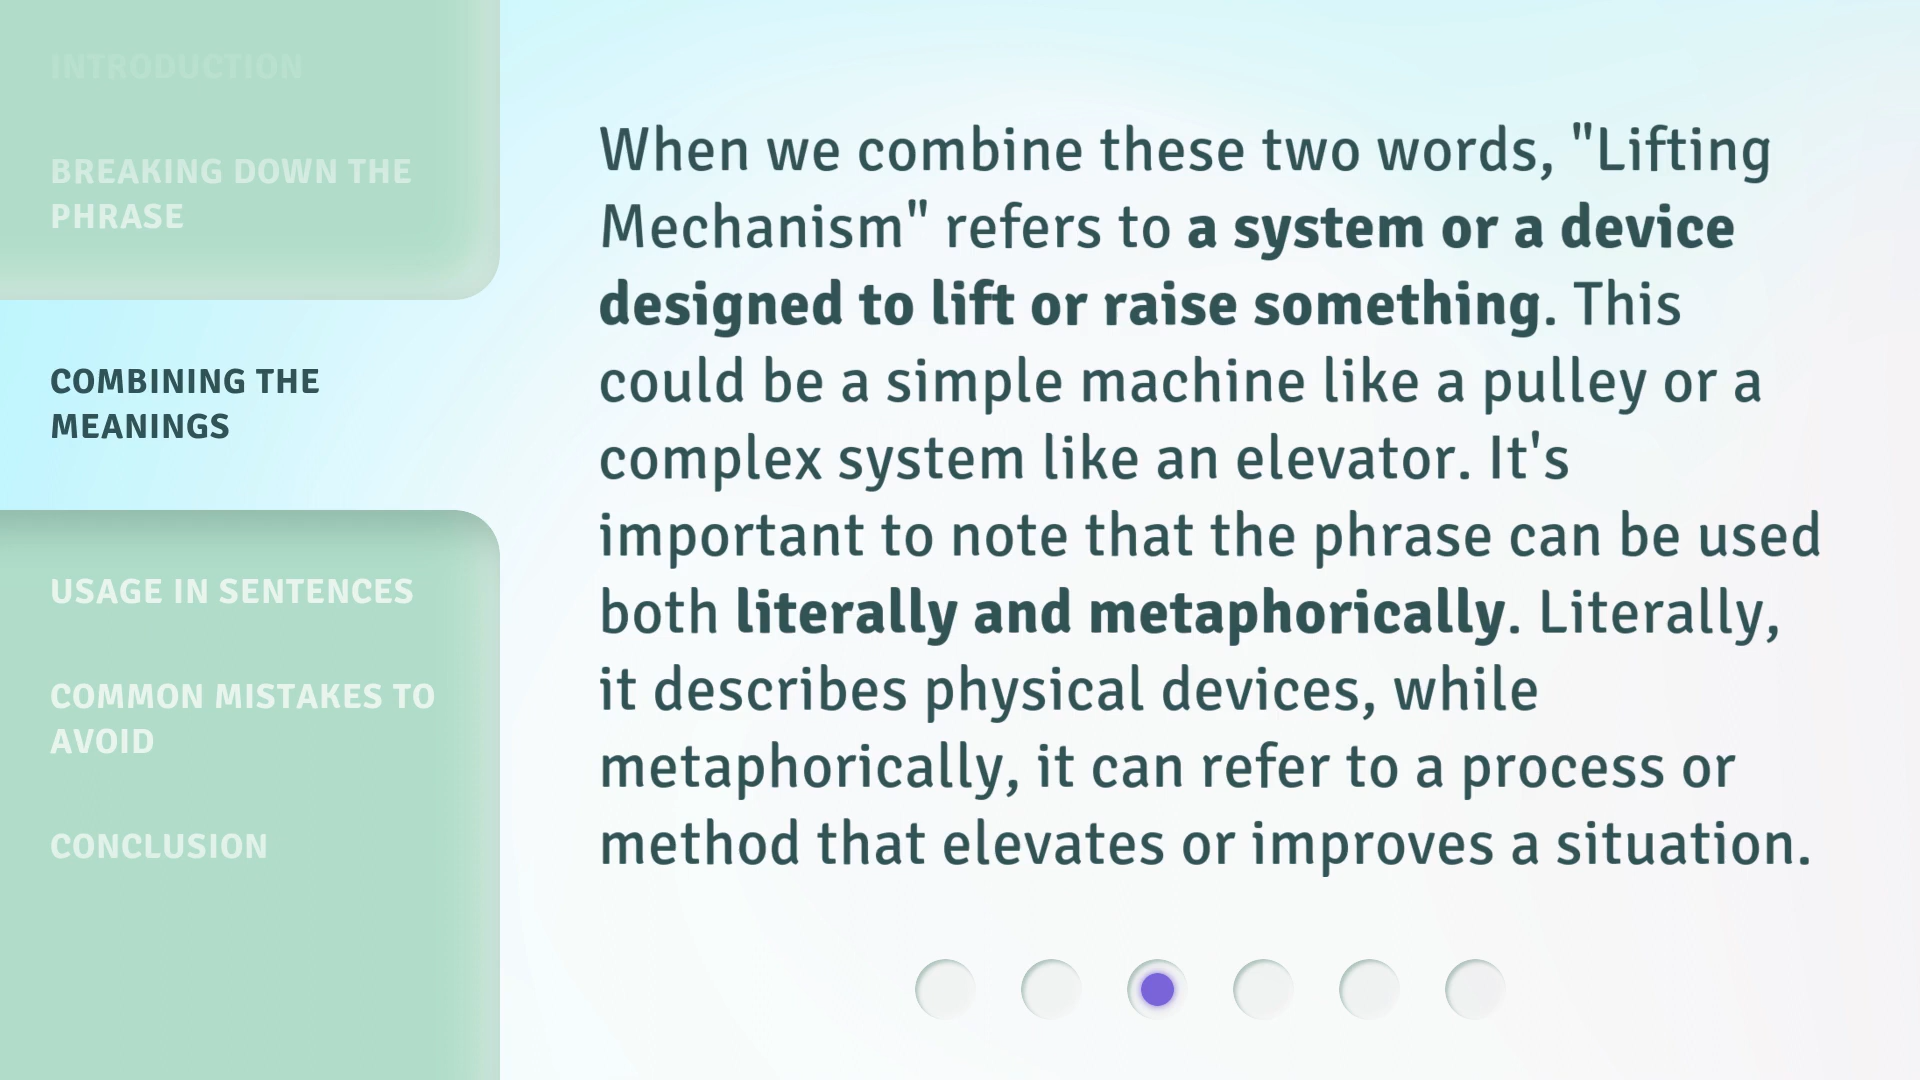 INTRODUCTION
BREAKING DOWN THE
PHRASE
COMBINING THE
MEANINGS
USAGE IN SENTENCES
COMMON MISTAKES TO
AVOID
CONCLUSION
When we combine these two words, "Lifting
Mechanism" refers to a system or a device
designed to lift or raise something. This
could be a simple machine like a pulley or a
complex system like an elevator. It's
important to note that the phrase can be used
both literally and metaphorically. Literally,
it describes physical devices, while
metaphorically, it can refer to a process or
method that elevates or improves a situation.